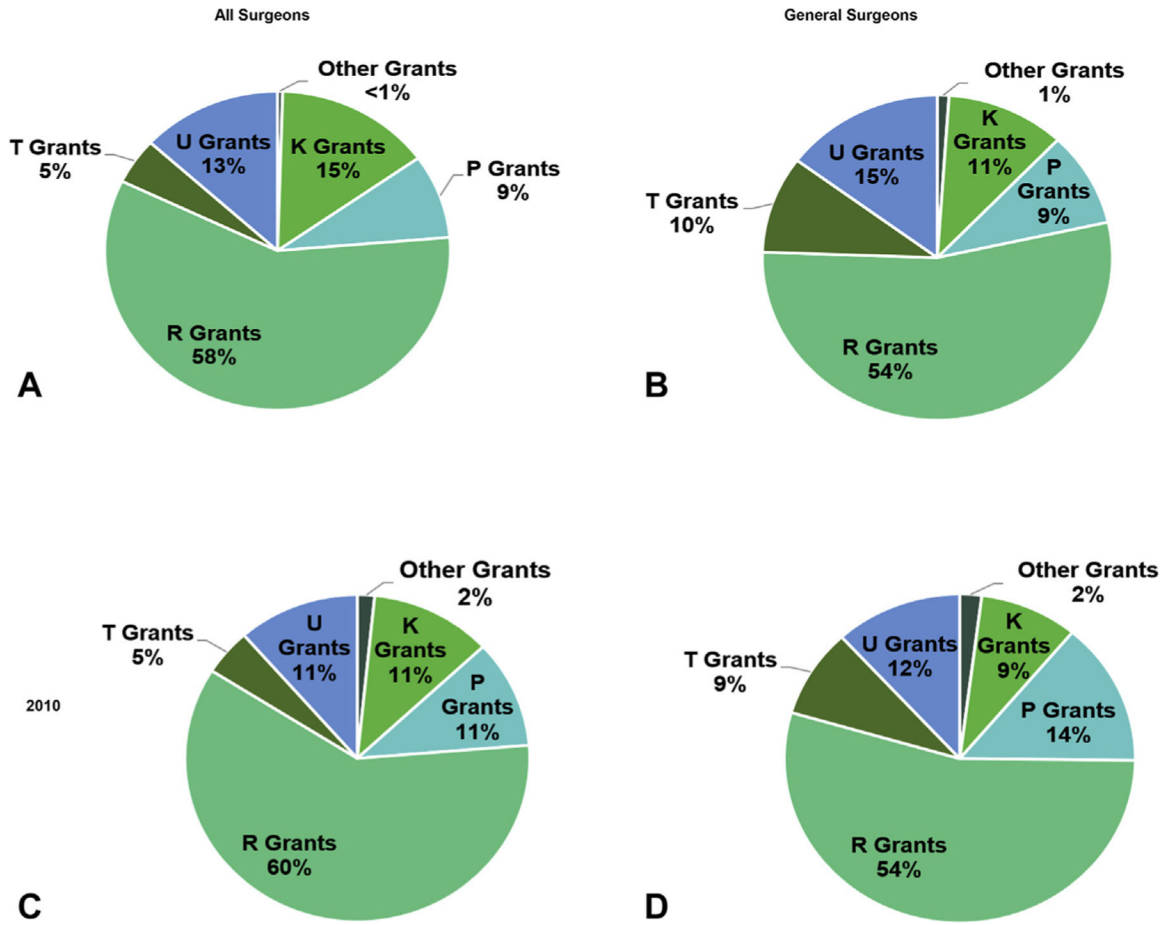 All Surgeons
General Surgeons
Other Grants
<1%
K Grants
15%
P Grants
9%
R Grants
58%
T Grants
5%
U Grants
13%
A
Other Grants
1%
K
Grants
11%
P
Grants
9%
R Grants
54%
T Grants
10%
U Grants
15%
B
2010
Other Grants
2%
K
Grants
11%
P
Grants
11%
R Grants
60%
T Grants
5%
U
Grants
11%
C
Other Grants
2%
K
Grants
9%
P Grants
14%
R Grants
54%
T Grants
9%
U Grants
12%
D